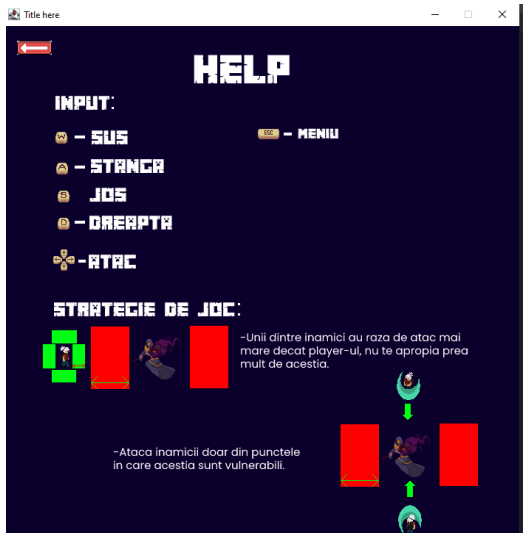 Title here
HELP
INPUT:
W - SUS
ESC - MENIU
A - STANGA
S JOS
D - DREAPTA
-ATAC
STRATEGIE DE JOC:
-Unii dintre inamici au raza de atac mai
mare decat player-ul, nu te apropia prea
mult de acestia.
-Ataca inamicii doar din punctele
in care acestia sunt vulnerabili.